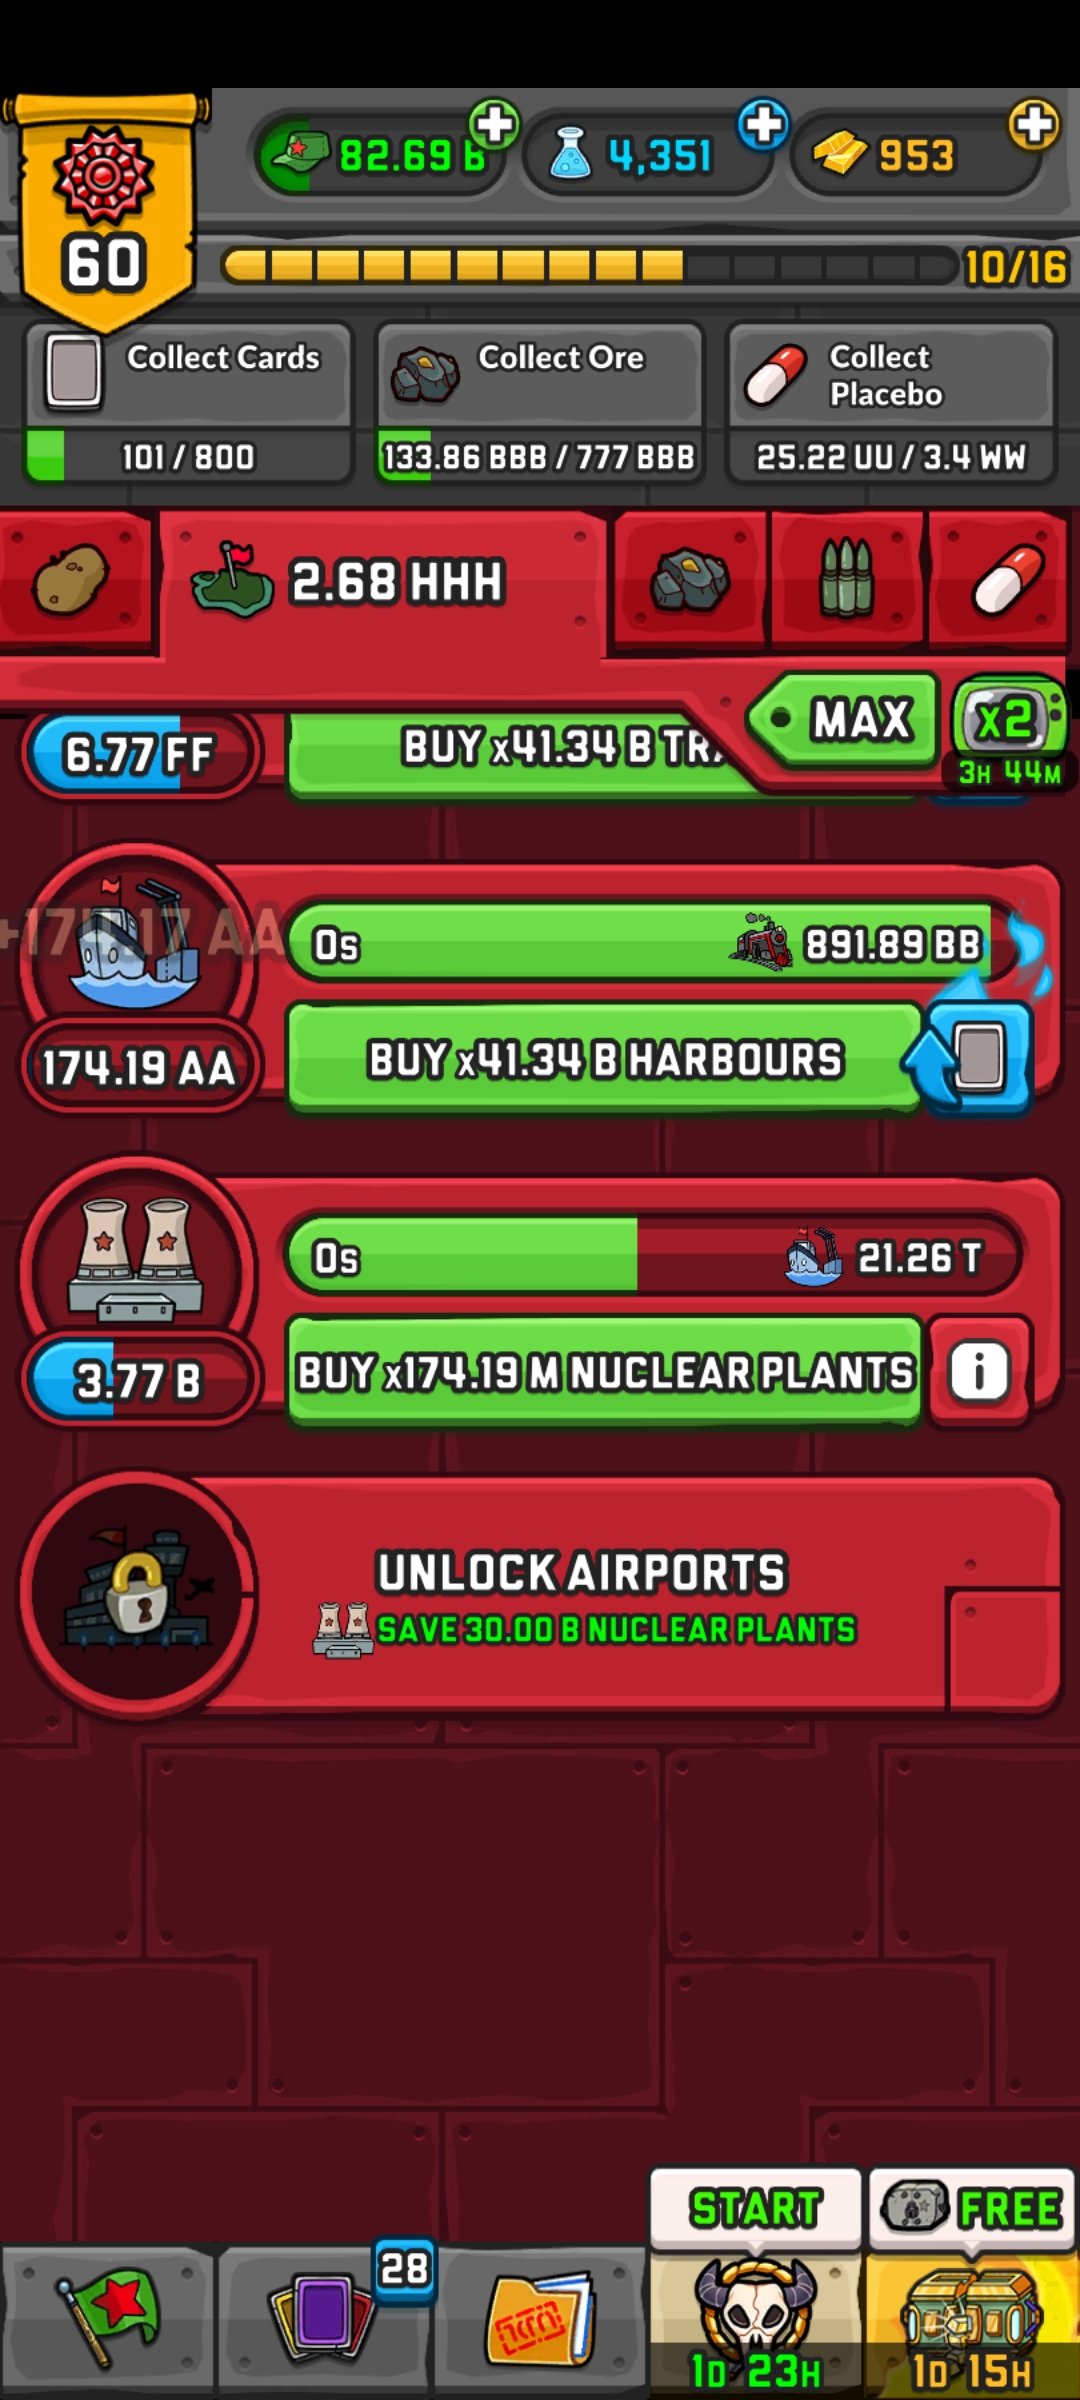 82.69 B
4,351
953
60
10/16
Collect Cards
101 / 800
Collect Ore
133.86 BBB / 777 BBB
Collect
Placebo
25.22 UU / 3.4 WW
2.68 HHH
MAX
x2
3H 44M
6.77 FF
BUY x41.34 B
+174.17 AA
0s
891.89 BB
174.19 AA
BUY x41.34 B HARBOURS
0s
21.26 T
3.77 B
BUY x174.19 M NUCLEAR PLANTS
i
UNLOCK AIRPORTS
SAVE 30.00 B NUCLEAR PLANTS
START
FREE
28
1D 23H
1D 15H